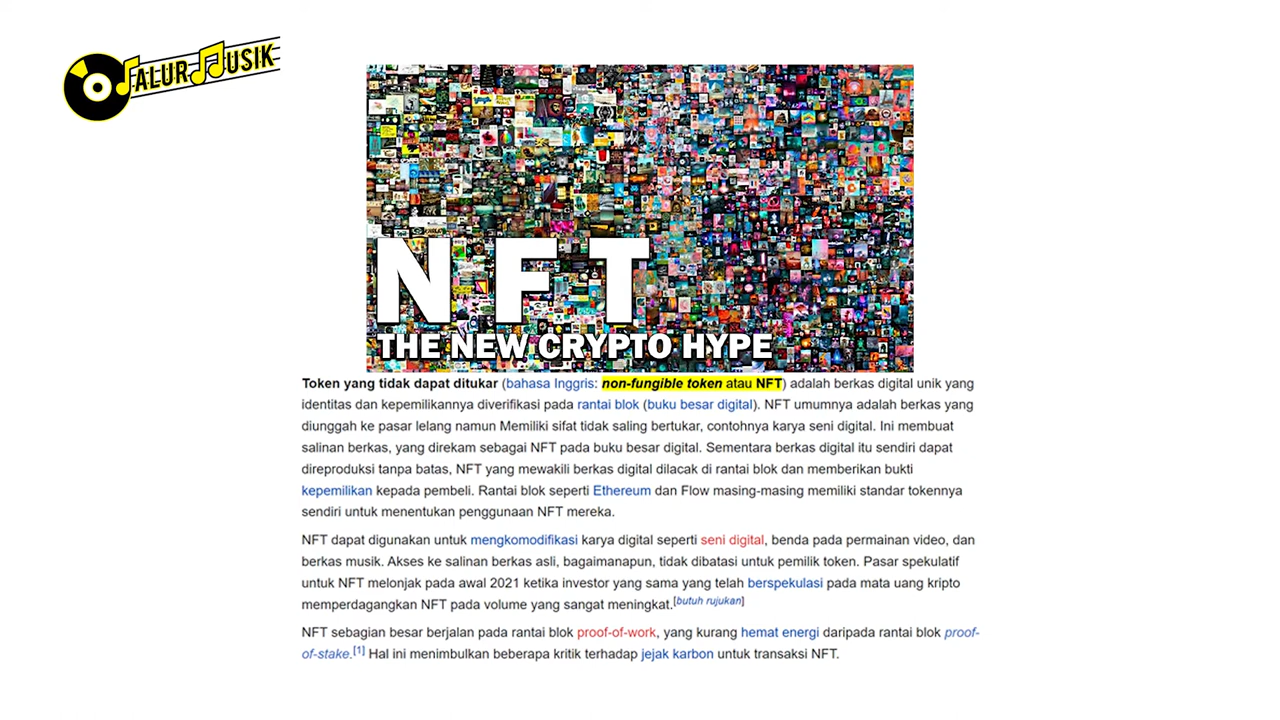 JALUR MUSIK
NFT
THE NEW CRYPTO HYPE
Token yang tidak dapat ditukar (bahasa Inggris: non-fungible token atau NFT) adalah berkas digital unik yang
identitas dan kepemilikannya diverifikasi pada rantai blok (buku besar digital). NFT umumnya adalah berkas yang
diunggah ke pasar lelang namun Memiliki sifat tidak saling bertukar, contohnya karya seni digital. Ini membuat
salinan berkas, yang direkam sebagai NFT pada buku besar digital. Sementara berkas digital itu sendiri dapat
direproduksi tanpa batas, NFT yang mewakili berkas digital dilacak di rantai blok dan memberikan bukti
kepemilikan kepada pembeli. Rantai blok seperti Ethereum dan Flow masing-masing memiliki standar tokennya
sendiri untuk menentukan penggunaan NFT mereka.
NFT dapat digunakan untuk mengkomodifikasi karya digital seperti seni digital, benda pada permainan video, dan
berkas musik. Akses ke salinan berkas asli, bagaimanapun, tidak dibatasi untuk pemilik token. Pasar spekulatif
untuk NFT melonjak pada awal 2021 ketika investor yang sama yang telah berspekulasi pada mata uang kripto
memperdagangkan NFT pada volume yang sangat meningkat.[butuh rujukan]
NFT sebagian besar berjalan pada rantai blok proof-of-work, yang kurang hemat energi daripada rantai blok proof-
of-stake.[1] Hal ini menimbulkan beberapa kritik terhadap jejak karbon untuk transaksi NFT.